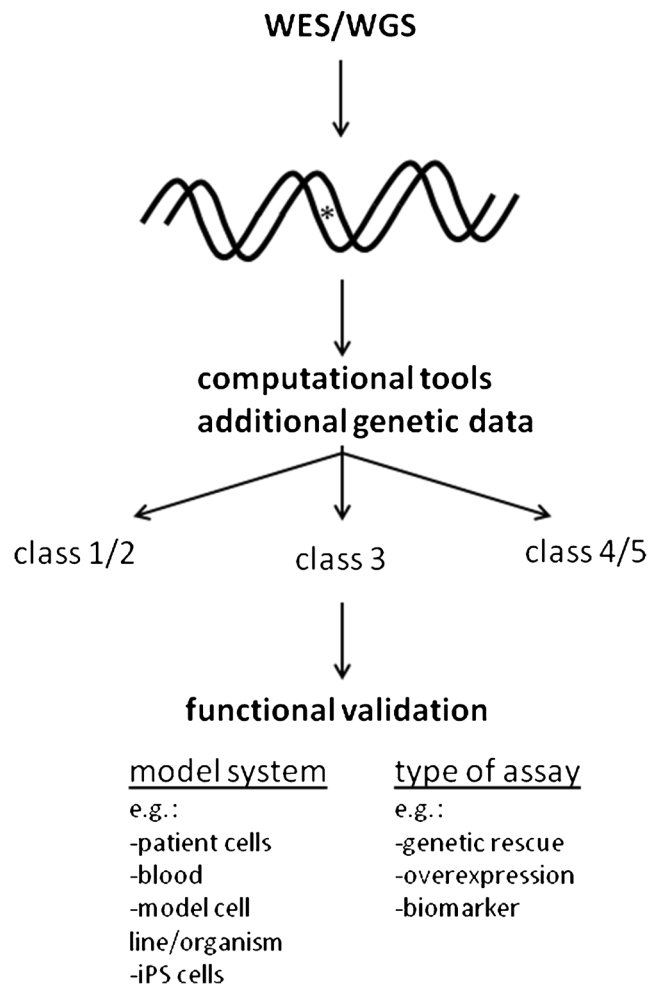 WES/WGS
*
computational tools
additional genetic data
class 1/2
class 3
class 4/5
functional validation
model system
e.g.:
-patient cells
-blood
-model cell
line/organism
-iPS cells
type of assay
e.g.:
-genetic rescue
-overexpression
-biomarker